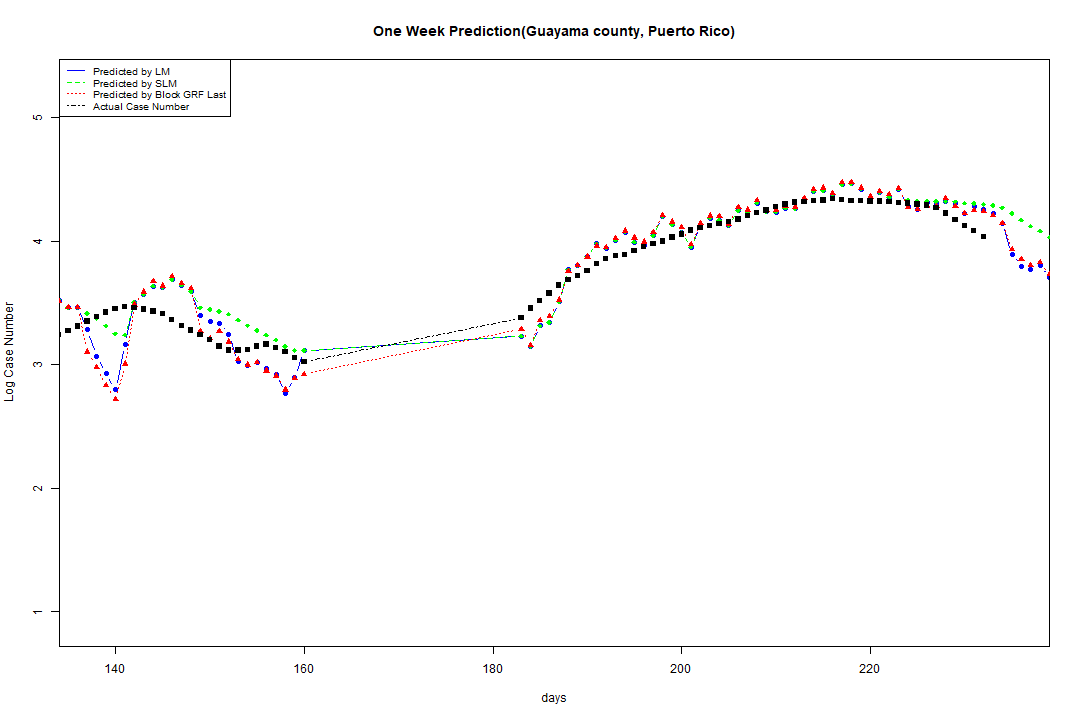 One Week Prediction(Guayama county, Puerto Rico)
Predicted by LM
Predicted by SLM
Predicted by Block GRF Last
Actual Case Number
5
4
3
2
1
Log Case Number
140 160 180 200 220
days